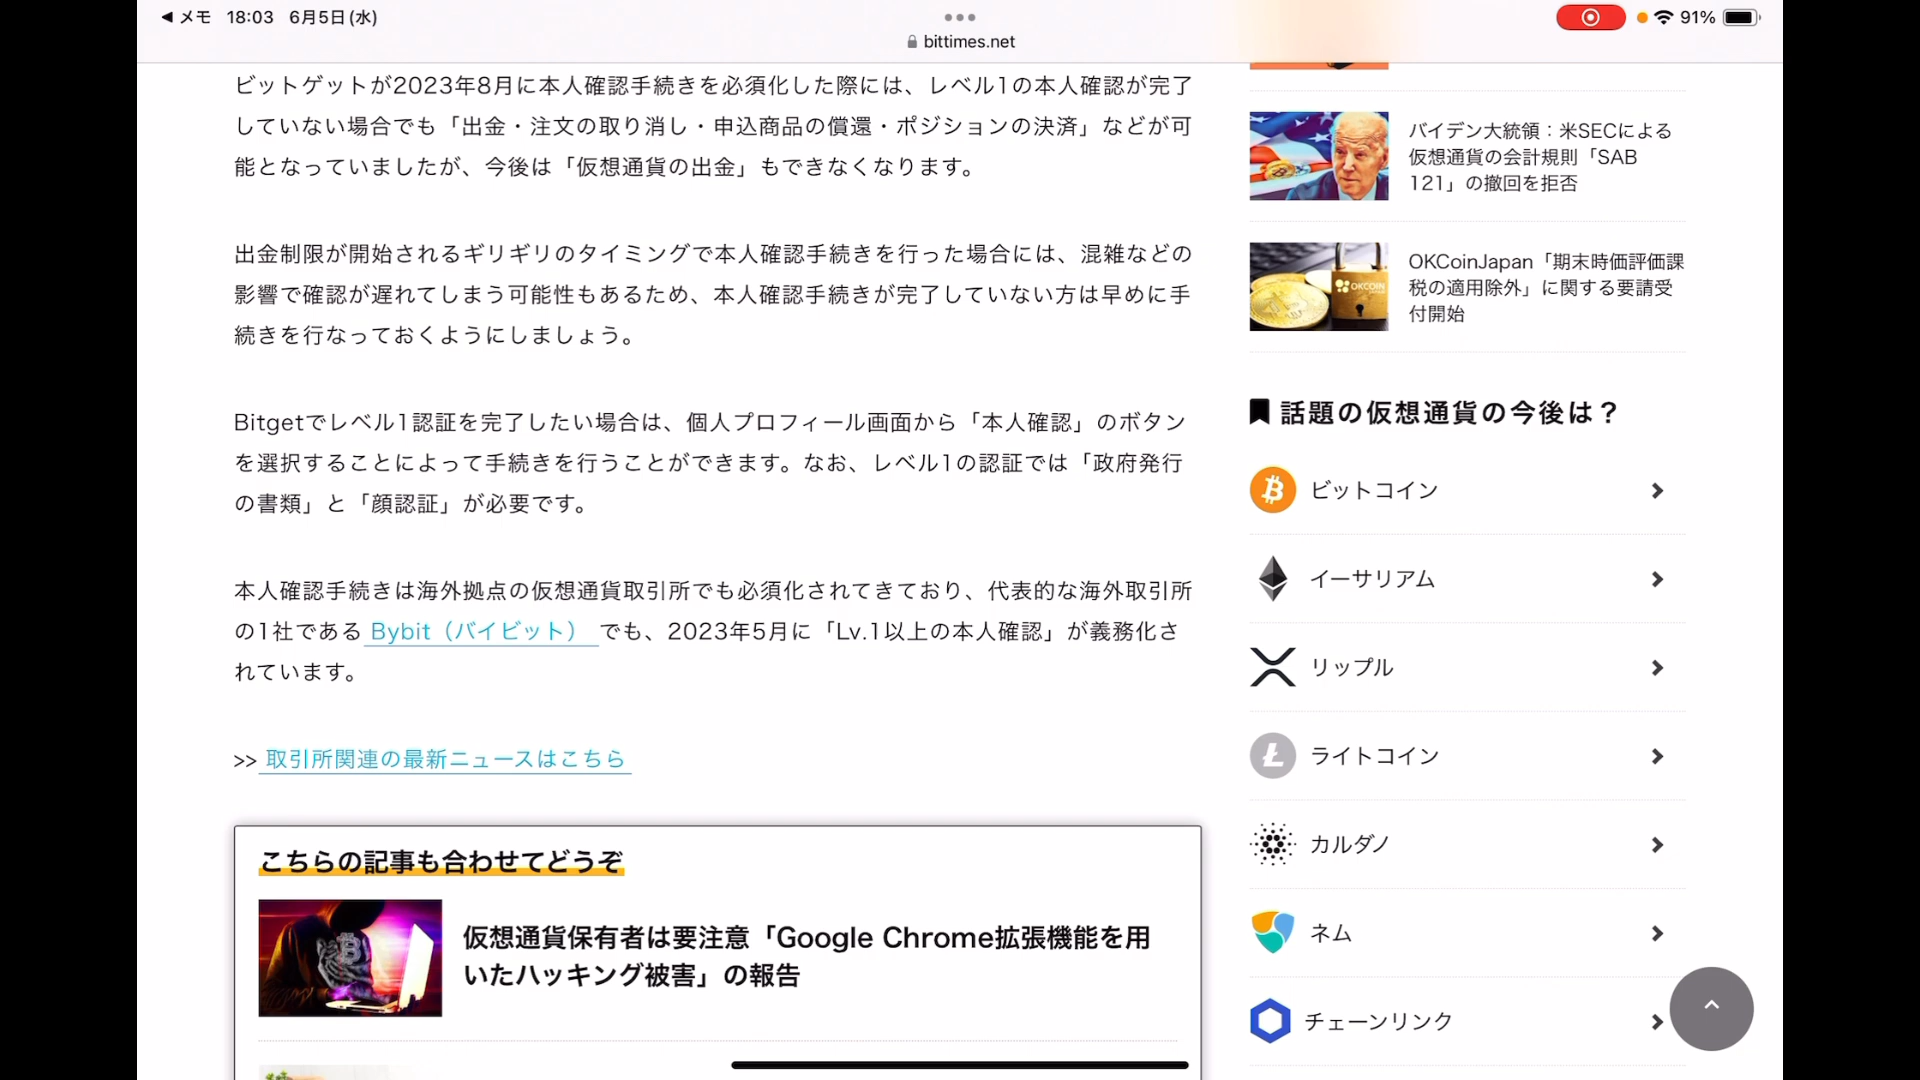 ◀メモ 18:03 6月5日(水)
91%
bittimes.net
ビットゲットが2023年8月に本人確認手続きを必須化した際には、レベル1の本人確認が完了
していない場合でも「出金・注文の取り消し・申込商品の償還・ポジションの決済」などが可
能となっていましたが、今後は「仮想通貨の出金」もできなくなります。
出金制限が開始されるギリギリのタイミングで本人確認手続きを行った場合には、混雑などの
影響で確認が遅れてしまう可能性もあるため、本人確認手続きが完了していない方は早めに手
続きを行なっておくようにしましょう。
Bitgetでレベル1認証を完了したい場合は、個人プロフィール画面から「本人確認」のボタン
を選択することによって手続きを行うことができます。なお、レベル1の認証では「政府発行
の書類」と「顔認証」が必要です。
本人確認手続きは海外拠点の仮想通貨取引所でも必須化されてきており、代表的な海外取引所
の1社である Bybit（バイビット） でも、2023年5月に「Lv.1以上の本人確認」が義務化さ
れています。
>> 取引所関連の最新ニュースはこちら
こちらの記事も合わせてどうぞ
仮想通貨保有者は要注意「Google Chrome拡張機能を用
いたハッキング被害」の報告
バイデン大統領：米SECによる
仮想通貨の会計規則「SAB
121」の撤回を拒否
OKCOIN
OKCoinJapan「期末時価評価課
税の適用除外」に関する要請受
付開始
話題の仮想通貨の今後は？
ビットコイン
イーサリアム
リップル
ライトコイン
カルダノ
ネム
チェーンリンク